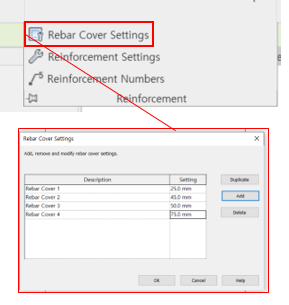 Rebar Cover Settings
Reinforcement Settings
Reinforcement Numbers
Reinforcement
Rebar Cover Settings
Add, remove and modify rebar cover settings.
Description Setting
Rebar Cover 1 25.0 mm
Rebar Cover 2 45.0 mm
Rebar Cover 3 50.0 mm
Rebar Cover 4 75.0 mm
Duplicate
Add
Delete
OK Cancel Help